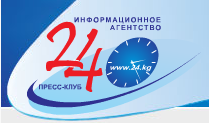 ИНФОРМАЦИОННОЕ
АГЕНТСТВО
24
www.24.kg
ПРЕСС-КЛУБ